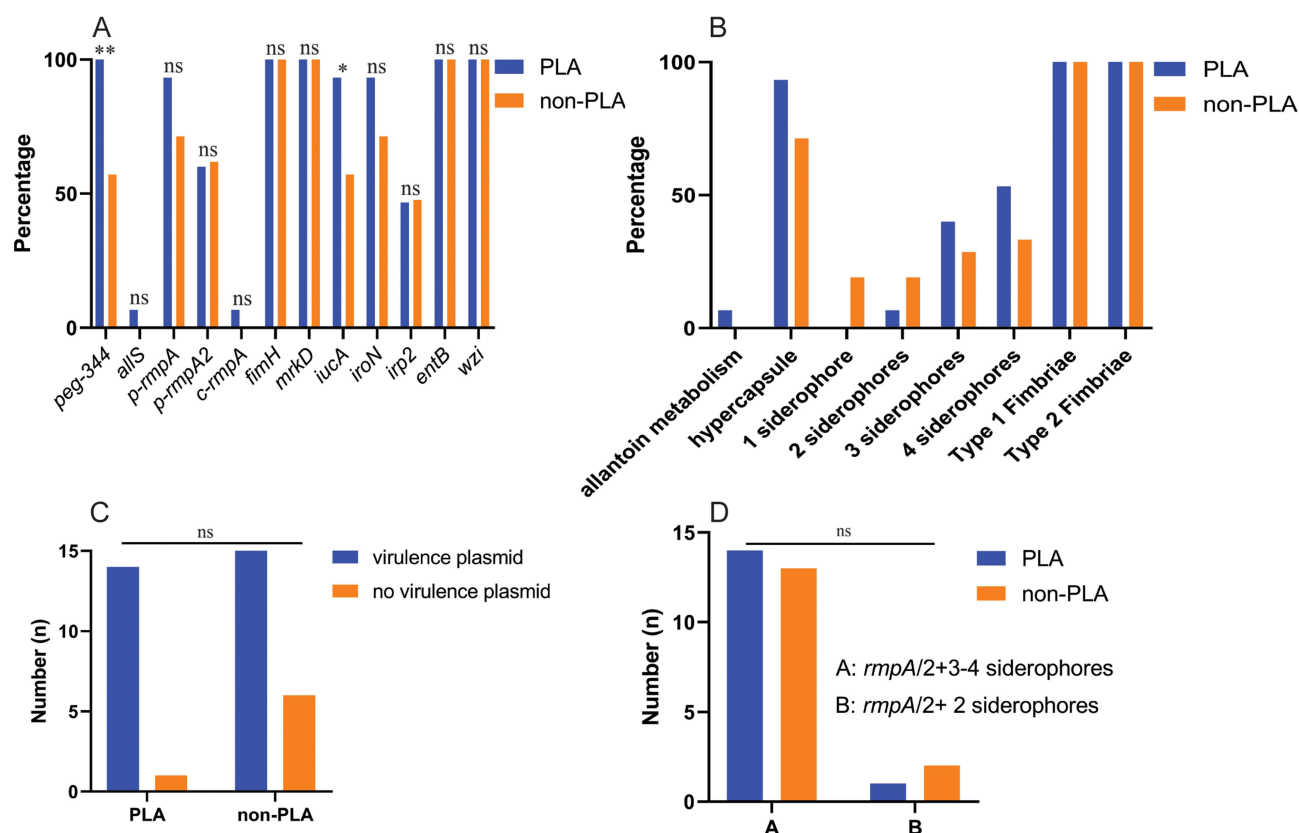 A
** ns ns ns ns ns ns * ns ns ns ns
PLA
non-PLA
Percentage
100
50
0
peg-344
allS
p-rmpA
p-rmpA2
c-rmpA
fimH
mrkD
iucA
iroN
irp2
entB
wzi
B
PLA
non-PLA
Percentage
100
50
0
allantoin metabolism
hypercapsule
1 siderophore
2 siderophores
3 siderophores
4 siderophores
Type 1 Fimbriae
Type 2 Fimbriae
C
ns
virulence plasmid
no virulence plasmid
Number (n)
15
10
5
0
PLA
non-PLA
D
ns
PLA
non-PLA
A: rmpA/2+3-4 siderophores
B: rmpA/2+ 2 siderophores
Number (n)
15
10
5
0
A
B